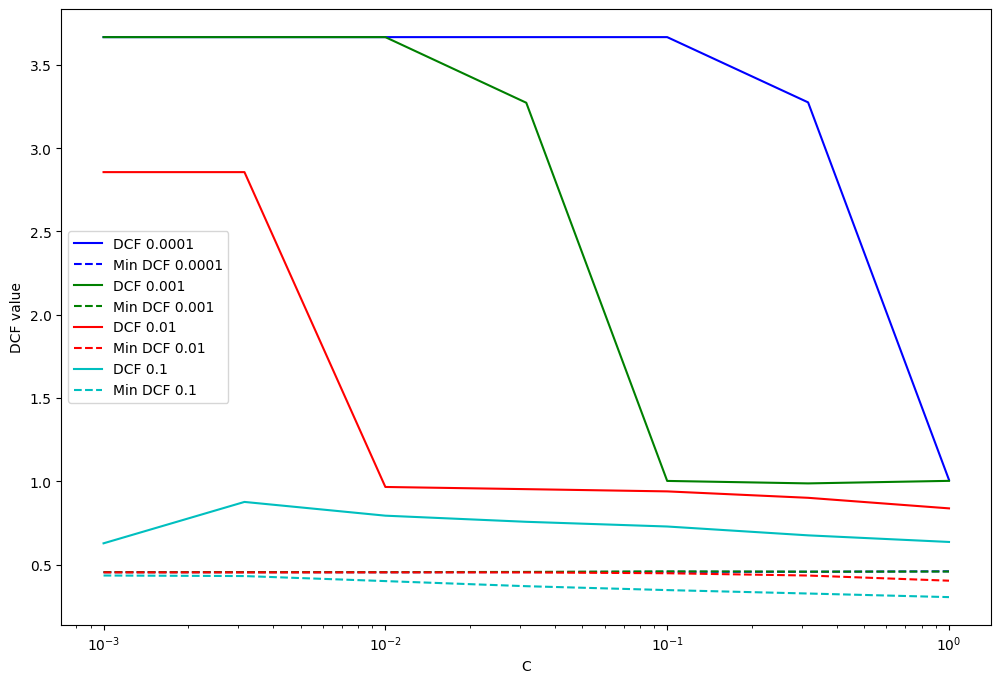 3.5
3.0
2.5
2.0
1.5
1.0
0.5
DCF value
DCF 0.0001
Min DCF 0.0001
DCF 0.001
Min DCF 0.001
DCF 0.01
Min DCF 0.01
DCF 0.1
Min DCF 0.1
10⁻³ 10⁻² 10⁻¹ 10⁰
C